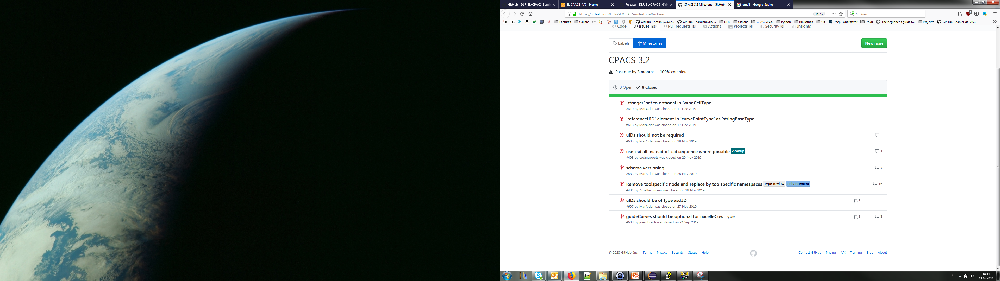 GitHub - DLR-SL/CPACS_Semin
SL CPACS-API - Home
Releases · DLR-SL/CPACS · GitH
CPACS 3.2 Milestone · GitHub
email – Google-Suche
https://github.com/DLR-SL/CPACS/milestone/6?closed=1
110%
Suchen
1
Lectures
Calibre
GitHub - KotlinBy/awe...
GitHub - damianavila/...
DLR
GitLabs
CPACS&Co
Python
Bibliothek
Git
DeepL Übersetzer
Doku
The beginner's guide t...
Projekte
GitHub - daniel-de-vri...
Code
Issues 33
Pull requests 1
Actions
Projects 4
Security 0
Insights
Labels
Milestones
New issue
CPACS 3.2
Past due by 3 months 100% complete
0 Open 8 Closed
`stringer` set to optional in `wingCellType`
#619 by MarAlder was closed on 17 Dec 2019
`referenceUID` element in `curvePointType` as `stringBaseType`
#618 by MarAlder was closed on 17 Dec 2019
uIDs should not be required 3
#608 by MarAlder was closed on 29 Nov 2019
use xsd:all instead of xsd:sequence where possible cleanup 1
#498 by codingpoets was closed on 29 Nov 2019
schema versioning 7
#583 by MarAlder was closed on 28 Nov 2019
Remove toolspecific node and replace by toolspecific namespaces Type-Review enhancement 16
#484 by ArneBachmann was closed on 28 Nov 2019
uIDs should be of type xsd:ID 1
#607 by MarAlder was closed on 27 Nov 2019
guideCurves should be optional for nacelleCowlType 1 1
#603 by joergbrech was closed on 24 Sep 2019
© 2020 GitHub, Inc. Terms Privacy Security Status Help
Contact GitHub Pricing API Training Blog About
DE
18:44
11.05.2020